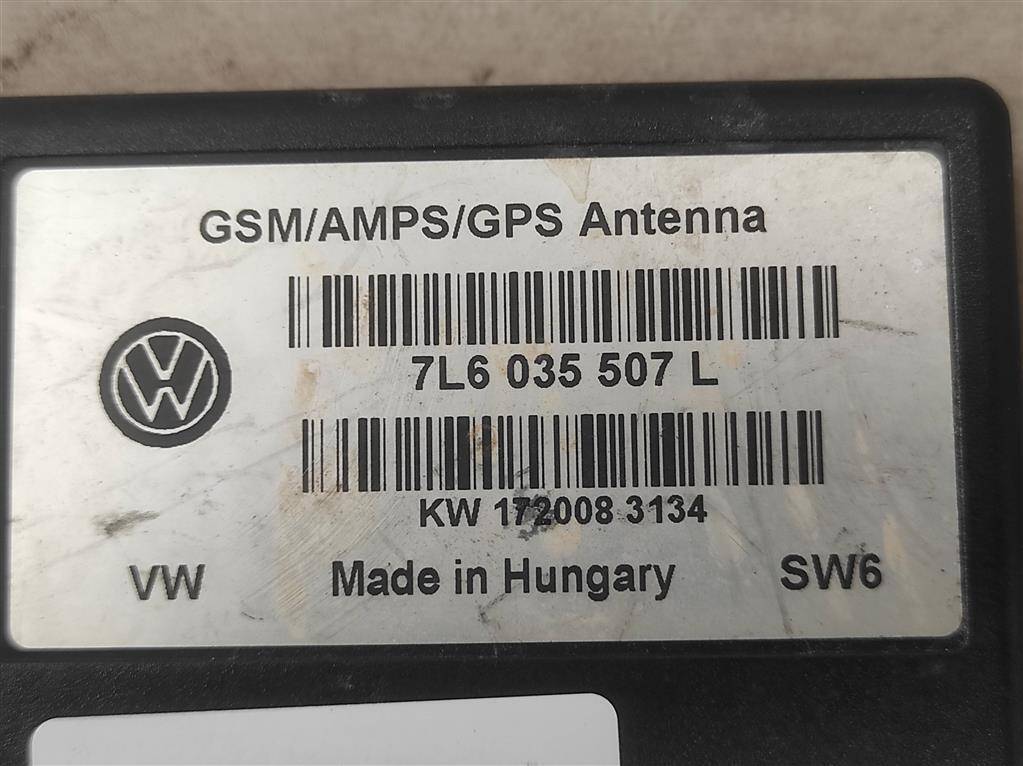 GSM/AMPS/GPS Antenna
7L6 035 507 L
KW 172008 3134
VW Made in Hungary SW6